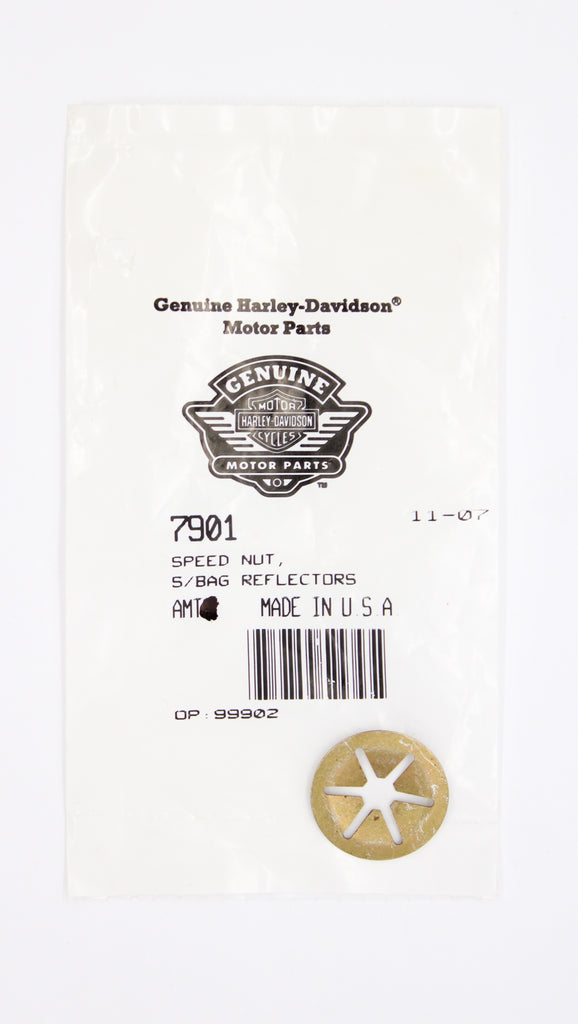 Genuine Harley-Davidson®
Motor Parts
GENUINE
MOTOR
HARLEY-DAVIDSON
CYCLES
MOTOR PARTS
TM
7901
11-07
SPEED NUT,
S/BAG REFLECTORS
AMT MADE IN U.S.A
OP:99902